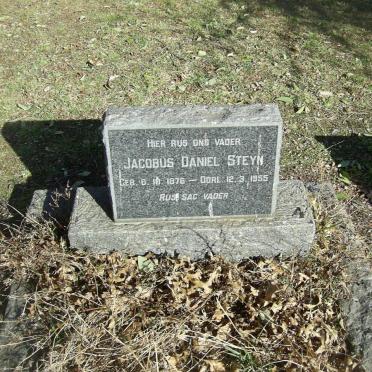 Hier rus ons vader
Jacobus Daniel Steyn
Geb. 6. 10. 1876 - Oorl. 12. 3. 1955
Rus sag vader